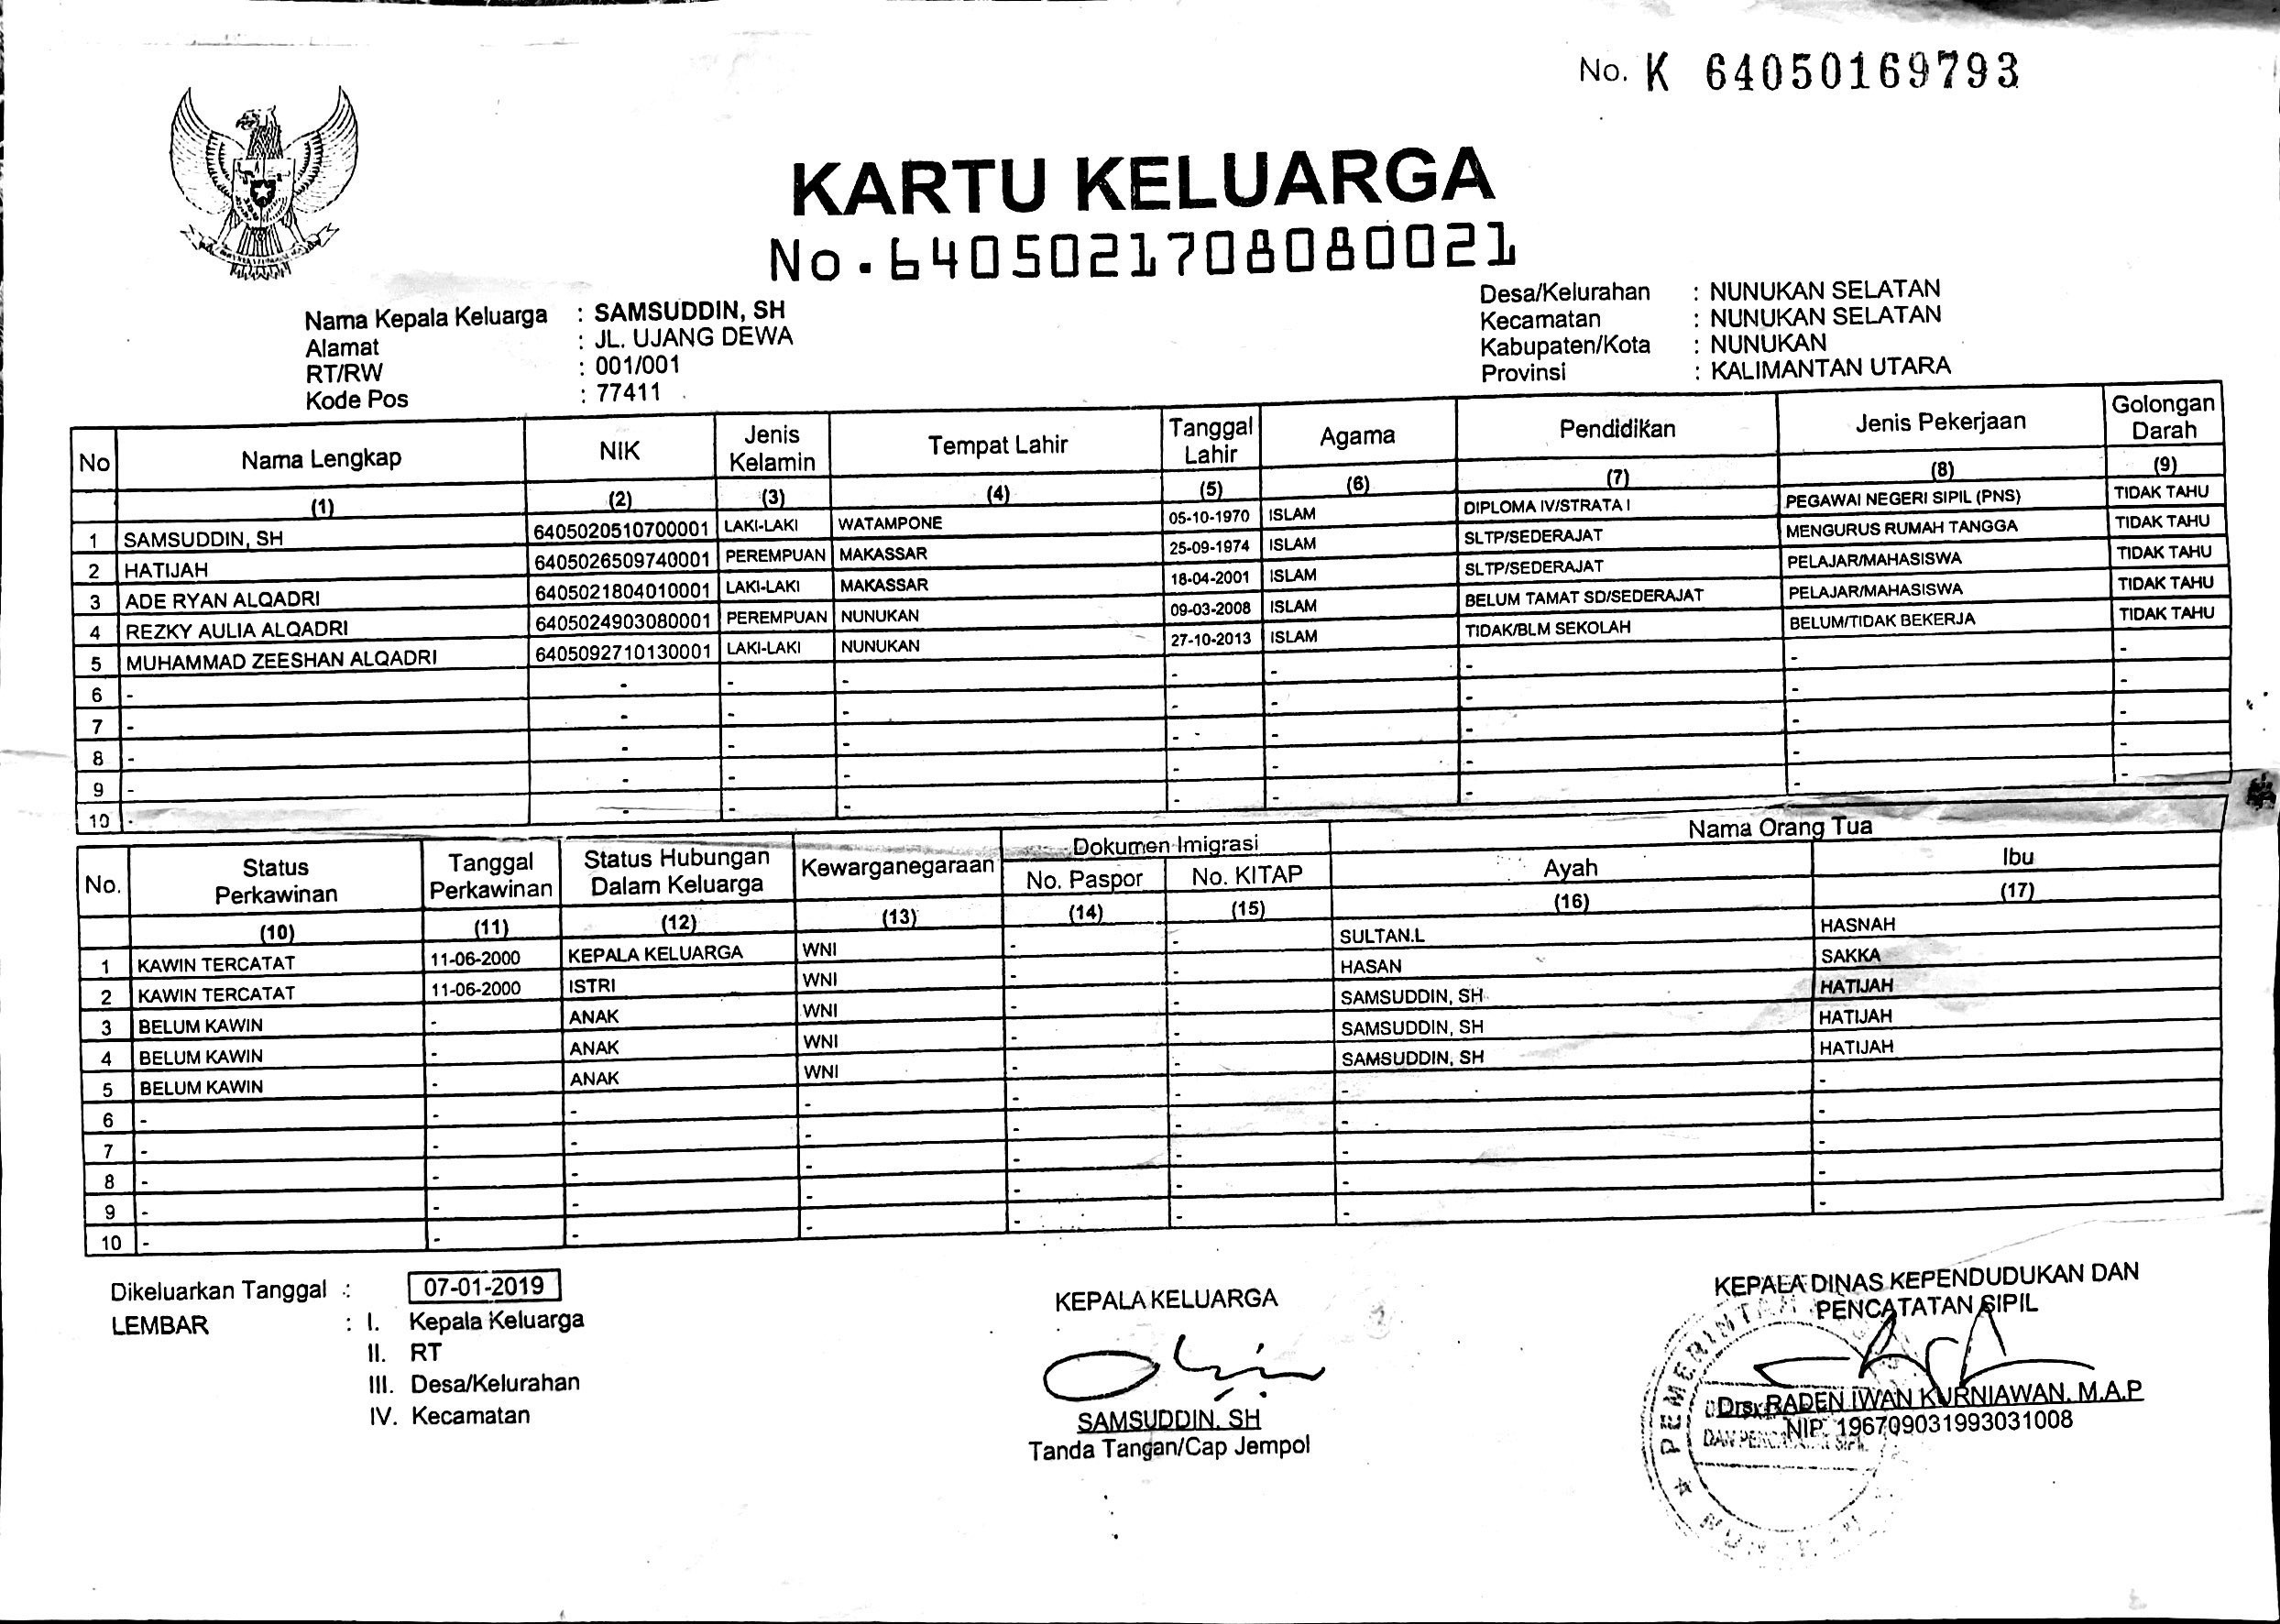 No. K 64050169793
KARTU KELUARGA
No. 6405021708080021
Nama Kepala Keluarga : SAMSUDDIN, SH
Alamat : JL. UJANG DEWA
RT/RW : 001/001
Kode Pos : 77411
Desa/Kelurahan : NUNUKAN SELATAN
Kecamatan : NUNUKAN SELATAN
Kabupaten/Kota : NUNUKAN
Provinsi : KALIMANTAN UTARA
No Nama Lengkap NIK Jenis Kelamin Tempat Lahir Tanggal Lahir Agama Pendidikan Jenis Pekerjaan Golongan Darah
(1) (2) (3) (4) (5) (6) (7) (8) (9)
1 SAMSUDDIN, SH 6405020510700001 LAKI-LAKI WATAMPONE 05-10-1970 ISLAM DIPLOMA IV/STRATA I PEGAWAI NEGERI SIPIL (PNS) TIDAK TAHU
2 HATIJAH 6405026509740001 PEREMPUAN MAKASSAR 25-09-1974 ISLAM SLTP/SEDERAJAT MENGURUS RUMAH TANGGA TIDAK TAHU
3 ADE RYAN ALQADRI 6405021804010001 LAKI-LAKI MAKASSAR 18-04-2001 ISLAM SLTP/SEDERAJAT PELAJAR/MAHASISWA TIDAK TAHU
4 REZKY AULIA ALQADRI 6405024903080001 PEREMPUAN NUNUKAN 09-03-2008 ISLAM BELUM TAMAT SD/SEDERAJAT PELAJAR/MAHASISWA TIDAK TAHU
5 MUHAMMAD ZEESHAN ALQADRI 6405092710130001 LAKI-LAKI NUNUKAN 27-10-2013 ISLAM TIDAK/BLM SEKOLAH BELUM/TIDAK BEKERJA TIDAK TAHU
6 - - - - - - - - -
7 - - - - - - - - -
8 - - - - - - - - -
9 - - - - - - - - -
10 - - - - - - - - -
No. Status Perkawinan Tanggal Perkawinan Status Hubungan Dalam Keluarga Kewarganegaraan Dokumen Imigrasi Nama Orang Tua
No. Paspor No. KITAP Ayah Ibu
(10) (11) (12) (13) (14) (15) (16) (17)
1 KAWIN TERCATAT 11-06-2000 KEPALA KELUARGA WNI - - SULTAN.L HASNAH
2 KAWIN TERCATAT 11-06-2000 ISTRI WNI - - HASAN SAKKA
3 BELUM KAWIN - ANAK WNI - - SAMSUDDIN, SH HATIJAH
4 BELUM KAWIN - ANAK WNI - - SAMSUDDIN, SH HATIJAH
5 BELUM KAWIN - ANAK WNI - - SAMSUDDIN, SH HATIJAH
6 - - - - - - - -
7 - - - - - - - -
8 - - - - - - - -
9 - - - - - - - -
10 - - - - - - - -
Dikeluarkan Tanggal : 07-01-2019
LEMBAR : I. Kepala Keluarga
II. RT
III. Desa/Kelurahan
IV. Kecamatan
KEPALA KELUARGA
SAMSUDDIN, SH
Tanda Tangan/Cap Jempol
KEPALA DINAS KEPENDUDUKAN DAN
PENCATATAN SIPIL
Drs. RADEN IWAN KURNIAWAN, M.A.P
NIP. 196709031993031008